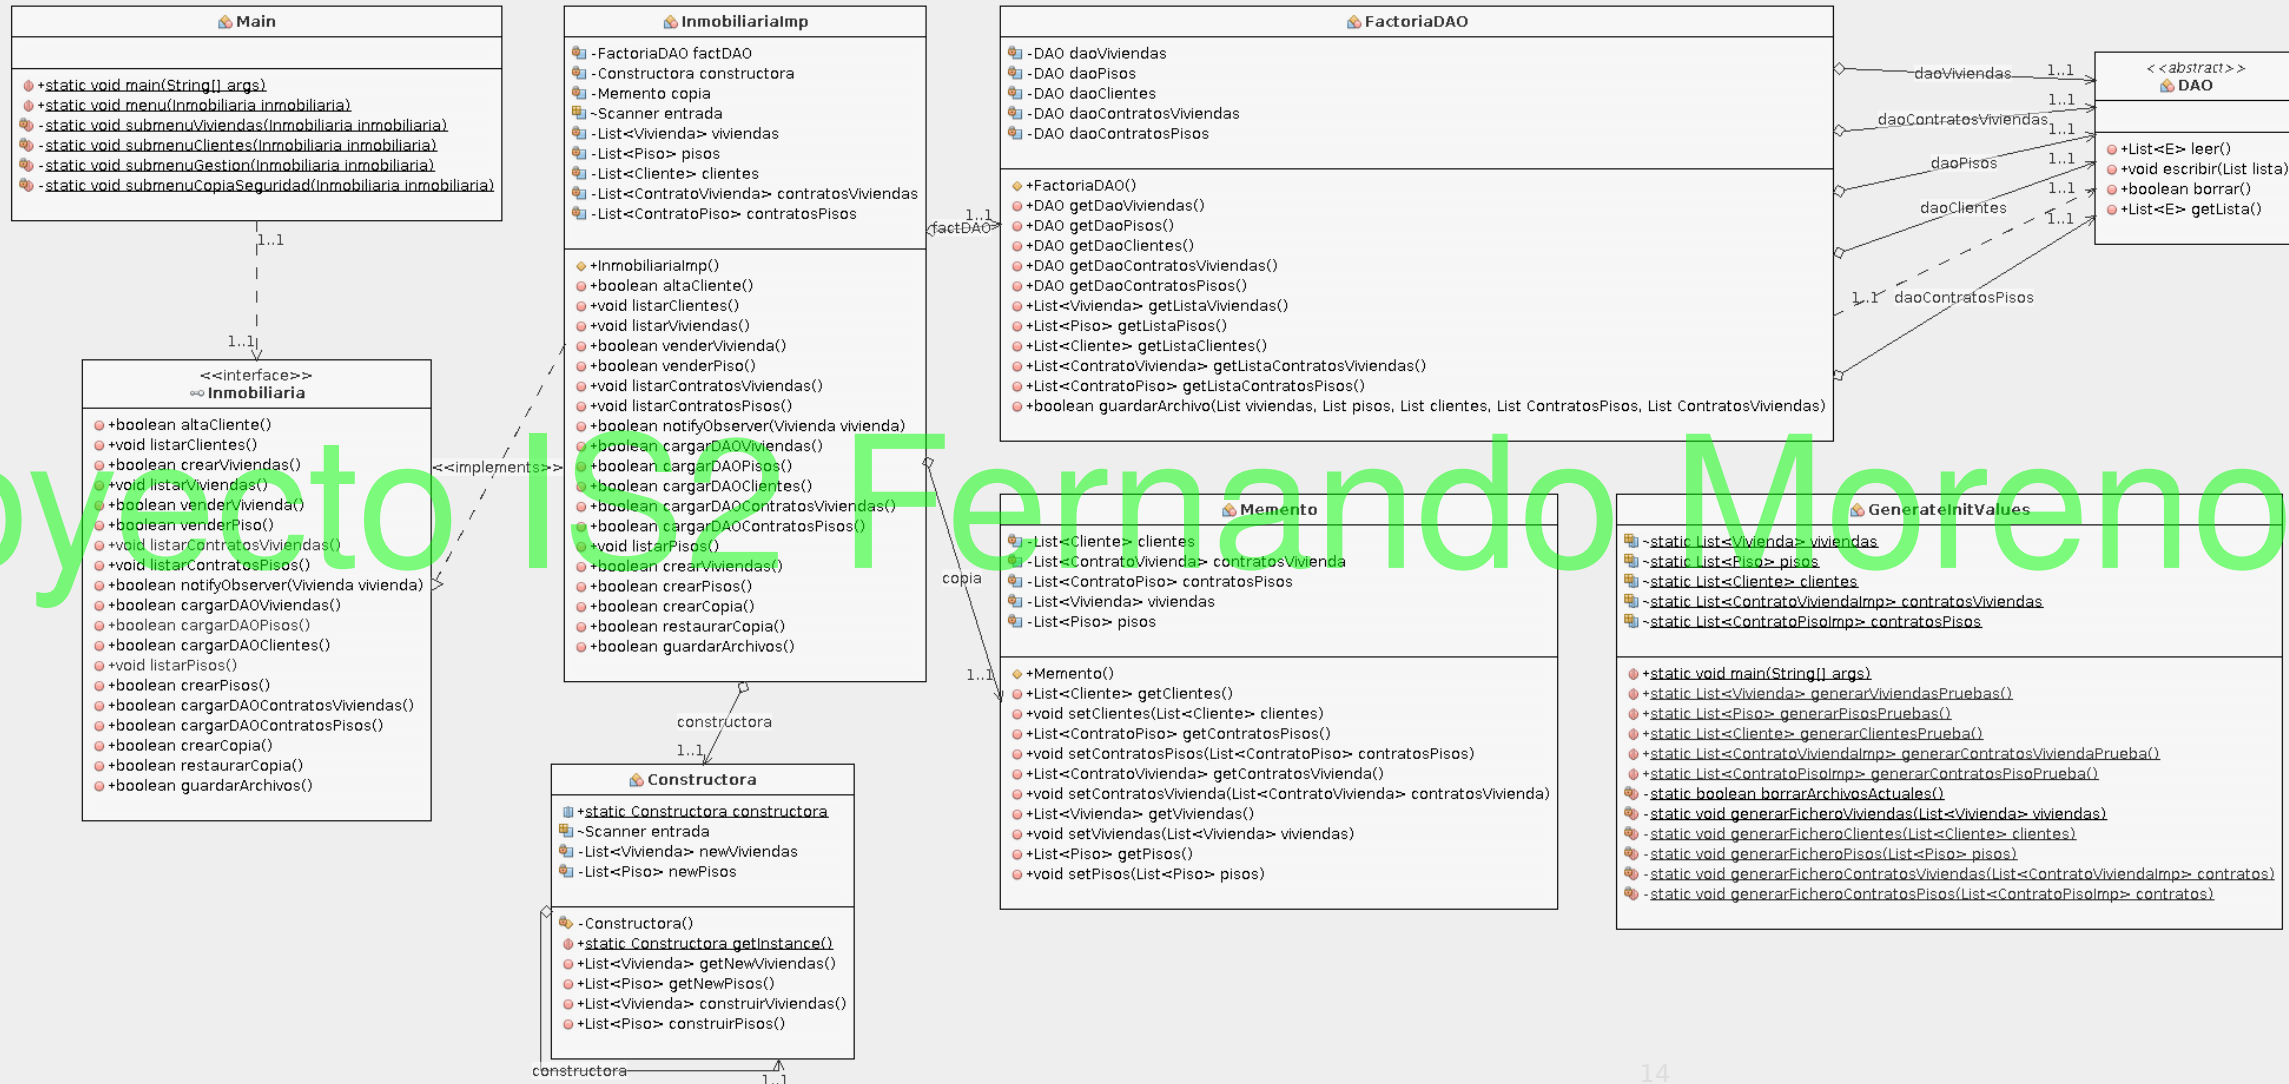 Main
+static void main(String[] args)
+static void menu(Inmobiliaria inmobiliaria)
-static void submenuViviendas(Inmobiliaria inmobiliaria)
-static void submenuClientes(Inmobiliaria inmobiliaria)
-static void submenuGestion(Inmobiliaria inmobiliaria)
-static void submenuCopiaSeguridad(Inmobiliaria inmobiliaria)
1..1
1..1
<<interface>>
Inmobiliaria
+boolean altaCliente()
+void listarClientes()
+boolean crearViviendas()
+void listarViviendas()
+boolean venderVivienda()
+boolean venderPiso()
+void listarContratosViviendas()
+void listarContratosPisos()
+boolean notifyObserver(Vivienda vivienda)
+boolean cargarDAOViviendas()
+boolean cargarDAOPisos()
+boolean cargarDAOClientes()
+void listarPisos()
+boolean crearPisos()
+boolean cargarDAOContratosViviendas()
+boolean cargarDAOContratosPisos()
+boolean crearCopia()
+boolean restaurarCopia()
+boolean guardarArchivos()
<<implements>>
InmobiliariaImp
-FactoriaDAO factDAO
-Constructora constructora
-Memento copia
~Scanner entrada
-List<Vivienda> viviendas
-List<Piso> pisos
-List<Cliente> clientes
-List<ContratoVivienda> contratosViviendas
-List<ContratoPiso> contratosPisos
+InmobiliariaImp()
+boolean altaCliente()
+void listarClientes()
+void listarViviendas()
+boolean venderVivienda()
+boolean venderPiso()
+void listarContratosViviendas()
+void listarContratosPisos()
+boolean notifyObserver(Vivienda vivienda)
+boolean cargarDAOViviendas()
+boolean cargarDAOPisos()
+boolean cargarDAOClientes()
+boolean cargarDAOContratosViviendas()
+boolean cargarDAOContratosPisos()
+void listarPisos()
+boolean crearViviendas()
+boolean crearPisos()
+boolean crearCopia()
+boolean restaurarCopia()
+boolean guardarArchivos()
1..1
factDAO
copia
1..1
constructora
1..1
Constructora
+static Constructora constructora
~Scanner entrada
-List<Vivienda> newViviendas
-List<Piso> newPisos
-Constructora()
+static Constructora getInstance()
+List<Vivienda> getNewViviendas()
+List<Piso> getNewPisos()
+List<Vivienda> construirViviendas()
+List<Piso> construirPisos()
constructora
1..1
FactoriaDAO
-DAO daoViviendas
-DAO daoPisos
-DAO daoClientes
-DAO daoContratosViviendas
-DAO daoContratosPisos
+FactoriaDAO()
+DAO getDaoViviendas()
+DAO getDaoPisos()
+DAO getDaoClientes()
+DAO getDaoContratosViviendas()
+DAO getDaoContratosPisos()
+List<Vivienda> getListaViviendas()
+List<Piso> getListaPisos()
+List<Cliente> getListaClientes()
+List<ContratoVivienda> getListaContratosViviendas()
+List<ContratoPiso> getListaContratosPisos()
+boolean guardarArchivo(List viviendas, List pisos, List clientes, List ContratosPisos, List ContratosViviendas)
daoViviendas 1..1
1..1
daoContratosViviendas
1..1
daoPisos 1..1
1..1
daoClientes 1..1
1..1 daoContratosPisos
<<abstract>>
DAO
+List<E> leer()
+void escribir(List lista)
+boolean borrar()
+List<E> getLista()
oyecto IS2 Fernando Moreno
Memento
-List<Cliente> clientes
-List<ContratoVivienda> contratosVivienda
-List<ContratoPiso> contratosPisos
-List<Vivienda> viviendas
-List<Piso> pisos
+Memento()
+List<Cliente> getClientes()
+void setClientes(List<Cliente> clientes)
+List<ContratoPiso> getContratosPisos()
+void setContratosPisos(List<ContratoPiso> contratosPisos)
+List<ContratoVivienda> getContratosVivienda()
+void setContratosVivienda(List<ContratoVivienda> contratosVivienda)
+List<Vivienda> getViviendas()
+void setViviendas(List<Vivienda> viviendas)
+List<Piso> getPisos()
+void setPisos(List<Piso> pisos)
GenerateInitValues
~static List<Vivienda> viviendas
~static List<Piso> pisos
~static List<Cliente> clientes
~static List<ContratoViviendaImp> contratosViviendas
~static List<ContratoPisoImp> contratosPisos
+static void main(String[] args)
+static List<Vivienda> generarViviendasPruebas()
+static List<Piso> generarPisosPruebas()
+static List<Cliente> generarClientesPrueba()
+static List<ContratoViviendaImp> generarContratosViviendaPrueba()
+static List<ContratoPisoImp> generarContratosPisoPrueba()
-static boolean borrarArchivosActuales()
-static void generarFicheroViviendas(List<Vivienda> viviendas)
-static void generarFicheroClientes(List<Cliente> clientes)
-static void generarFicheroPisos(List<Piso> pisos)
-static void generarFicheroContratosViviendas(List<ContratoViviendaImp> contratos)
-static void generarFicheroContratosPisos(List<ContratoPisoImp> contratos)
14